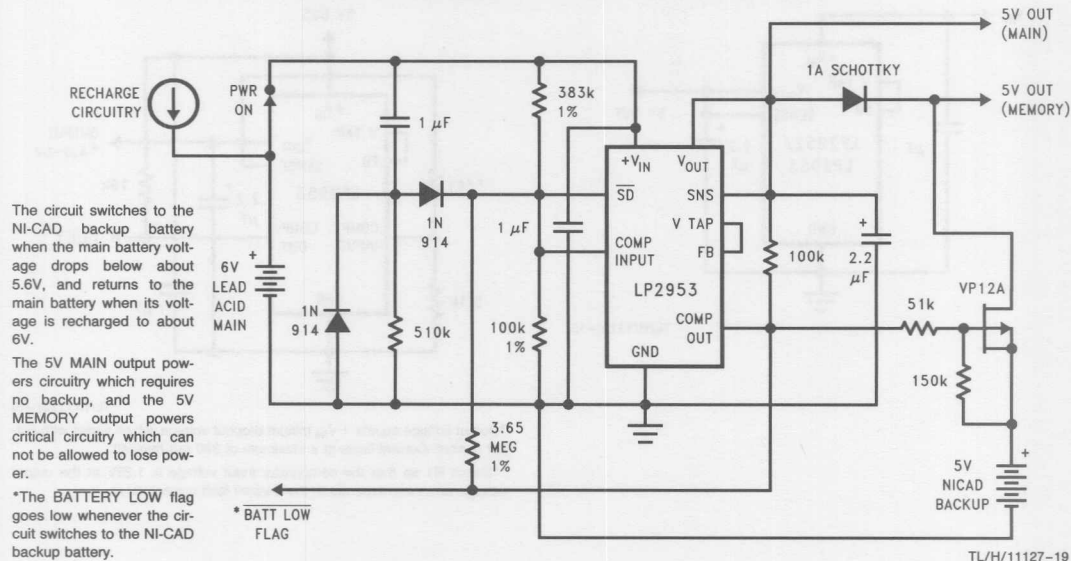 5V OUT
(MAIN)
1A SCHOTTKY
5V OUT
(MEMORY)
RECHARGE
CIRCUITRY
PWR
ON
383k
1%
1 μF
+VIN
VOUT
SD
SNS
1N
914
1 μF
V TAP
COMP
INPUT
FB
100k
+
2.2
μF
LP2953
VP12A
The circuit switches to the
NI-CAD backup battery
when the main battery volt-
age drops below about
5.6V, and returns to the
main battery when its volt-
age is recharged to about
6V.
The 5V MAIN output pow-
ers circuitry which requires
no backup, and the 5V
MEMORY output powers
critical circuitry which can
not be allowed to lose pow-
er.
*The BATTERY LOW flag
goes low whenever the cir-
cuit switches to the NI-CAD
backup battery.
+
6V
LEAD
ACID
MAIN
1N
914
510k
100k
1%
COMP
OUT
51k
GND
150k
3.65
MEG
1%
+
5V
NICAD
BACKUP
*BATT LOW
FLAG
TL/H/11127-19